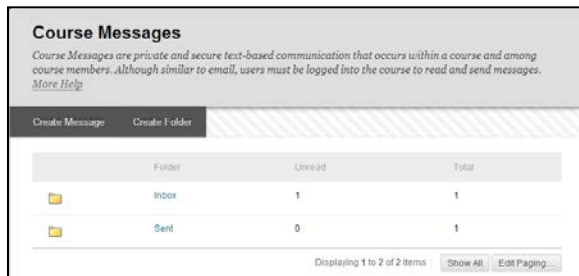 Course Messages
Course Messages are private and secure text-based communication that occurs within a course and among
course members. Although similar to email, users must be logged into the course to read and send messages.
More Help
Create Message Create Folder
Folder Unread Total
Inbox 1 1
Sent 0 1
Displaying 1 to 2 of 2 items Show All Edit Paging...